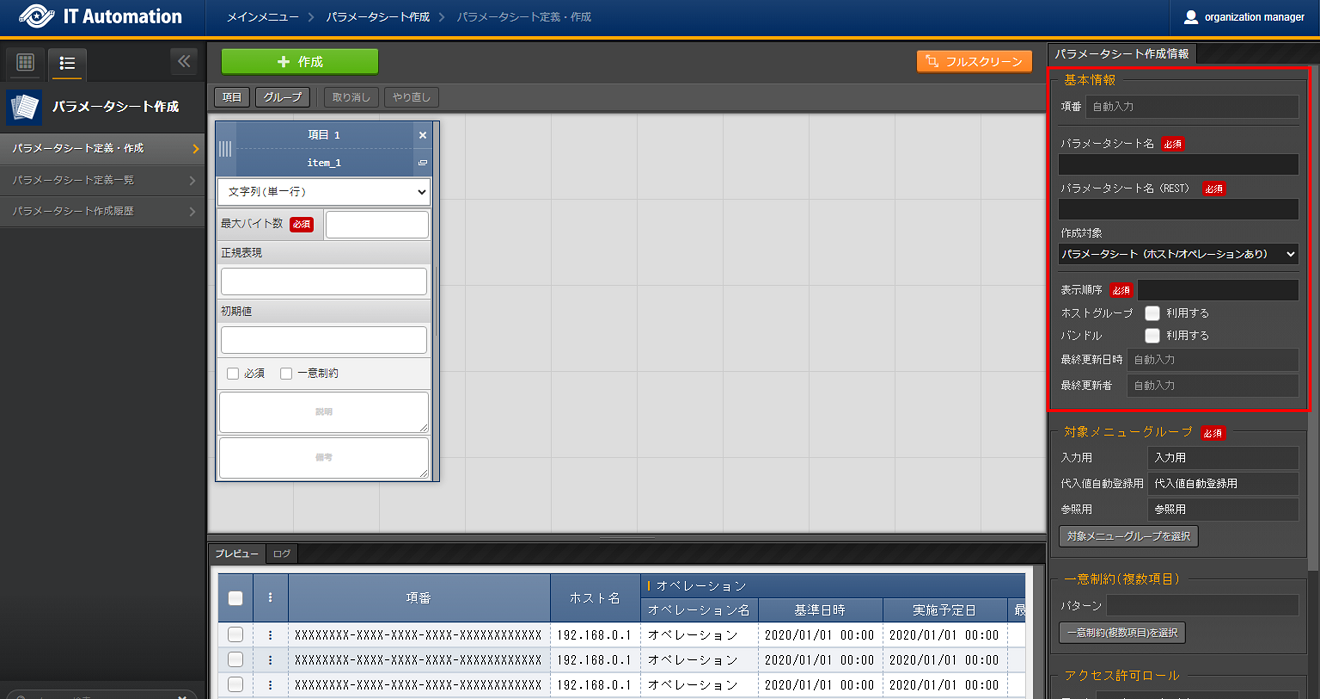 IT Automation
メインメニュー > パラメータシート作成 > パラメータシート定義・作成
organization manager
パラメータシート作成
パラメータシート定義・作成
パラメータシート定義一覧
パラメータシート作成履歴
作成
フルスクリーン
項目 グループ 取り消し やり直し
項目 1
item_1
文字列(単一行)
最大バイト数 必須
正規表現
初期値
必須 一意制約
説明
備考
プレビュー ログ
項番 ホスト名 オペレーション
オペレーション名 基準日時 実施予定日
XXXXXXXX-XXXX-XXXX-XXXX-XXXXXXXXXXXX 192.168.0.1 オペレーション 2020/01/01 00:00 2020/01/01 00:00
XXXXXXXX-XXXX-XXXX-XXXX-XXXXXXXXXXXX 192.168.0.1 オペレーション 2020/01/01 00:00 2020/01/01 00:00
XXXXXXXX-XXXX-XXXX-XXXX-XXXXXXXXXXXX 192.168.0.1 オペレーション 2020/01/01 00:00 2020/01/01 00:00
パラメータシート作成情報
基本情報
項番 自動入力
パラメータシート名 必須
パラメータシート名（REST） 必須
作成対象
パラメータシート（ホスト/オペレーションあり）
表示順序 必須
ホストグループ 利用する
バンドル 利用する
最終更新日時 自動入力
最終更新者 自動入力
対象メニューグループ 必須
入力用 入力用
代入値自動登録用 代入値自動登録用
参照用 参照用
対象メニューグループを選択
一意制約(複数項目)
パターン
一意制約(複数項目)を選択
アクセス許可ロール